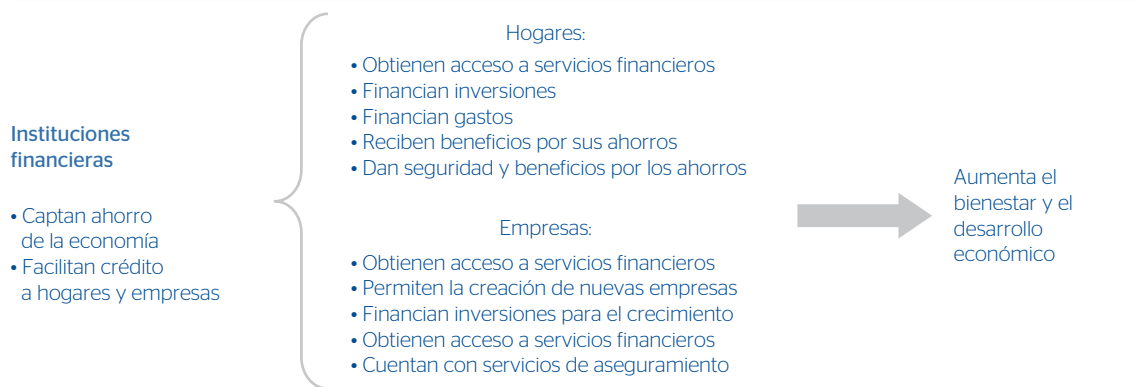 Instituciones
financieras
• Captan ahorro
de la economía
• Facilitan crédito
a hogares y empresas
Hogares:
• Obtienen acceso a servicios financieros
• Financian inversiones
• Financian gastos
• Reciben beneficios por sus ahorros
• Dan seguridad y beneficios por los ahorros
Empresas:
• Obtienen acceso a servicios financieros
• Permiten la creación de nuevas empresas
• Financian inversiones para el crecimiento
• Obtienen acceso a servicios financieros
• Cuentan con servicios de aseguramiento
Aumenta el
bienestar y el
desarrollo
económico